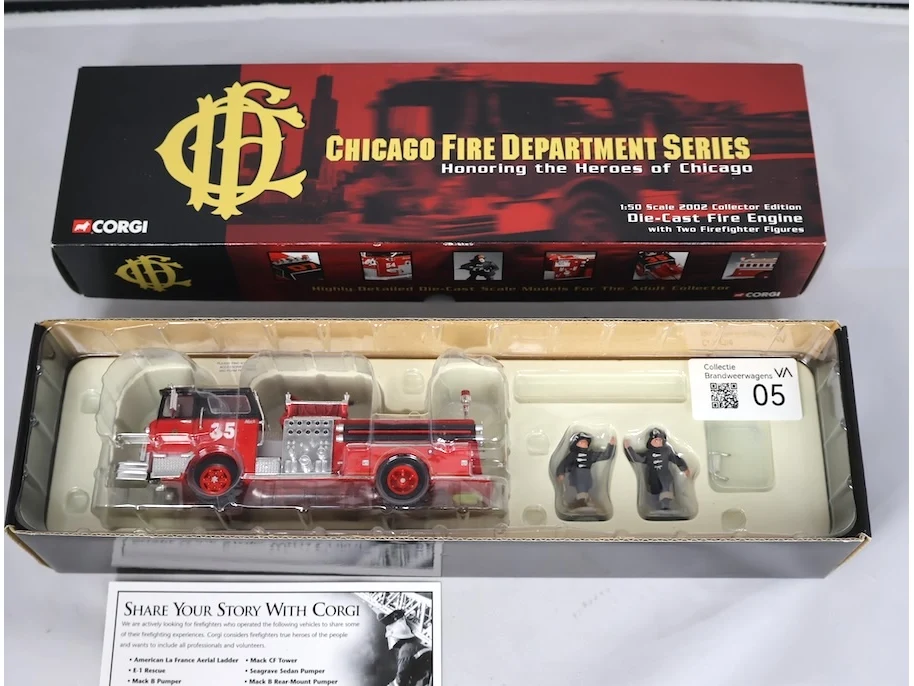 CHICAGO FIRE DEPARTMENT SERIES
Honoring the Heroes of Chicago
1:50 Scale 2002 Collector Edition
Die-Cast Fire Engine
with Two Firefighter Figures
CORGI
Highly Detailed Die-Cast Scale Models For The Adult Collector
CORGI
Collectie
Brandweerwagens VA
05
35
SHARE YOUR STORY WITH CORGI
We are actively looking for firefighters who operated the following vehicles to share some
of their firefighting experiences. Corgi considers firefighters true heroes of the people
and wants to include all professionals and volunteers.
• American La France Aerial Ladder • Mack CF Tower
• E-1 Rescue • Seagrave Sedan Pumper
• Mack B Pumper • Mack B Rear-Mount Pumper